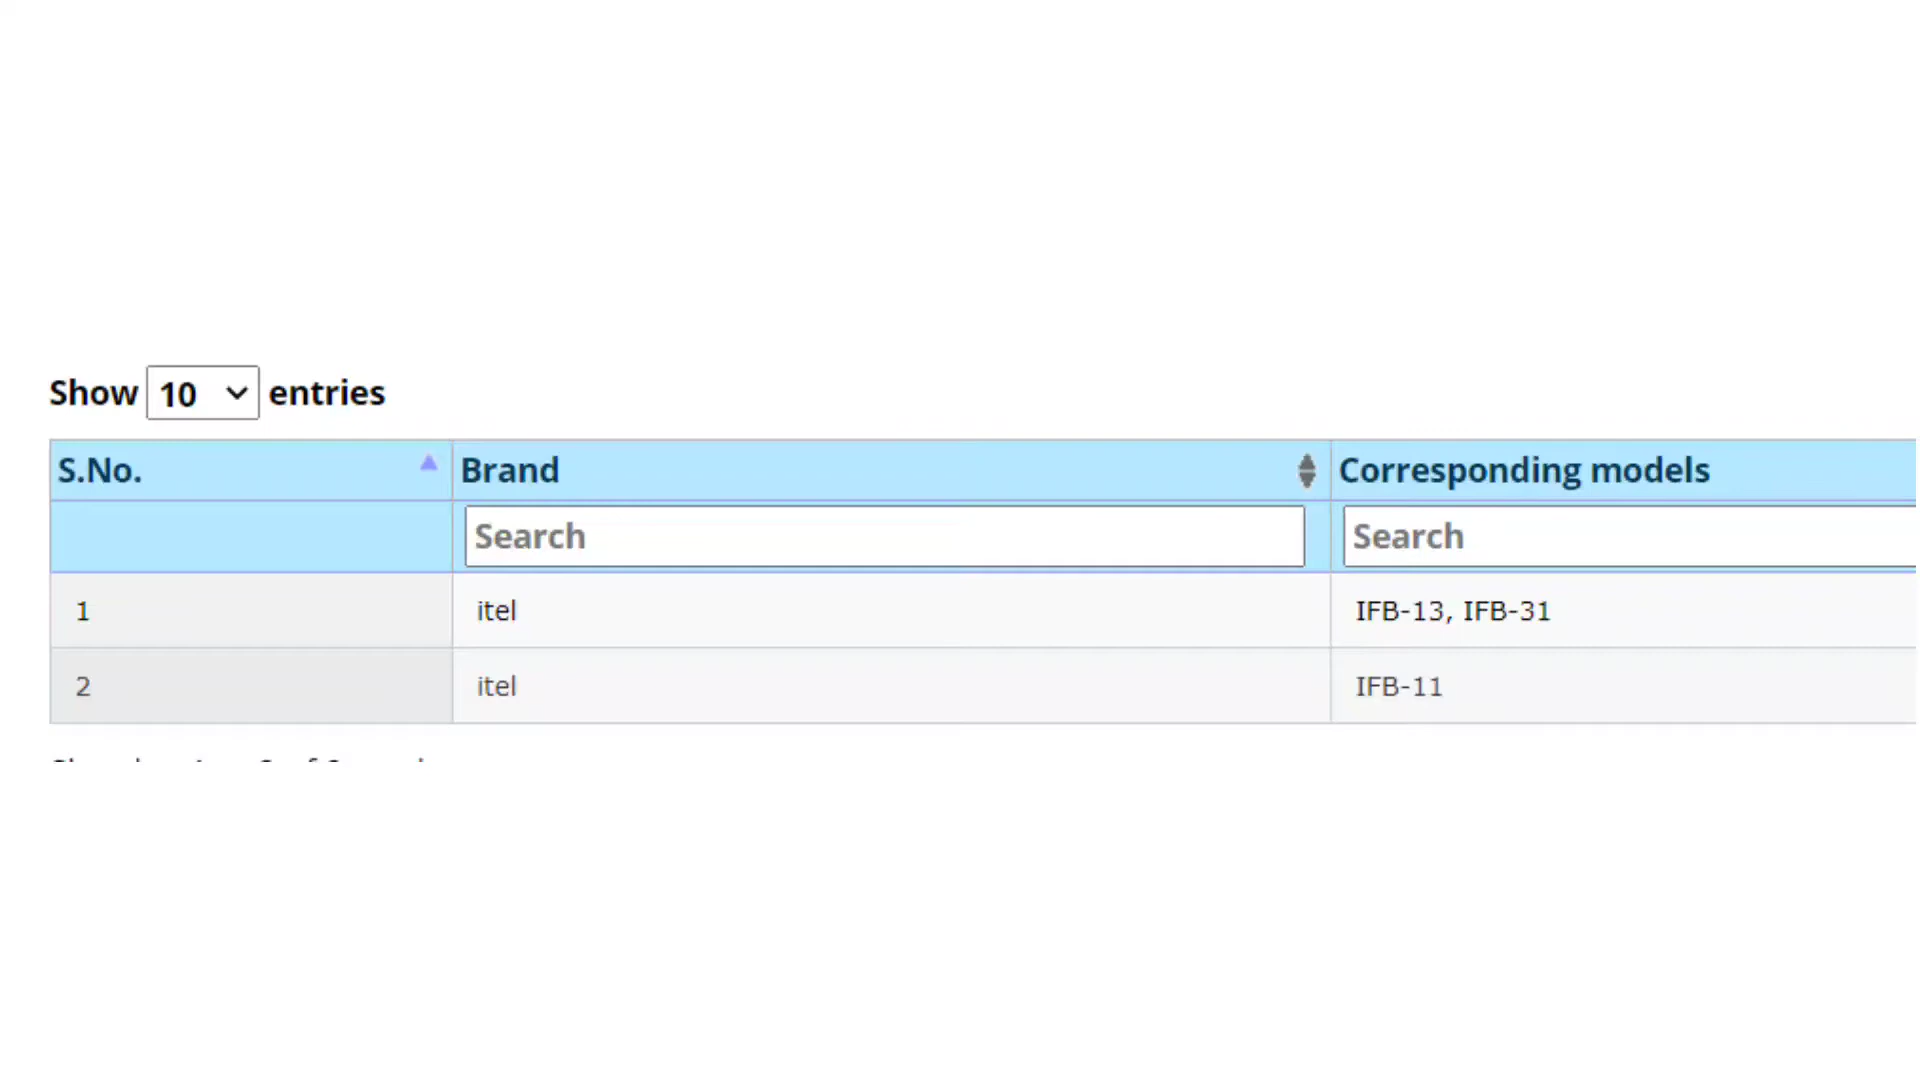 Show 10 entries
S.No. Brand Corresponding models
Search Search
1 itel IFB-13, IFB-31
2 itel IFB-11